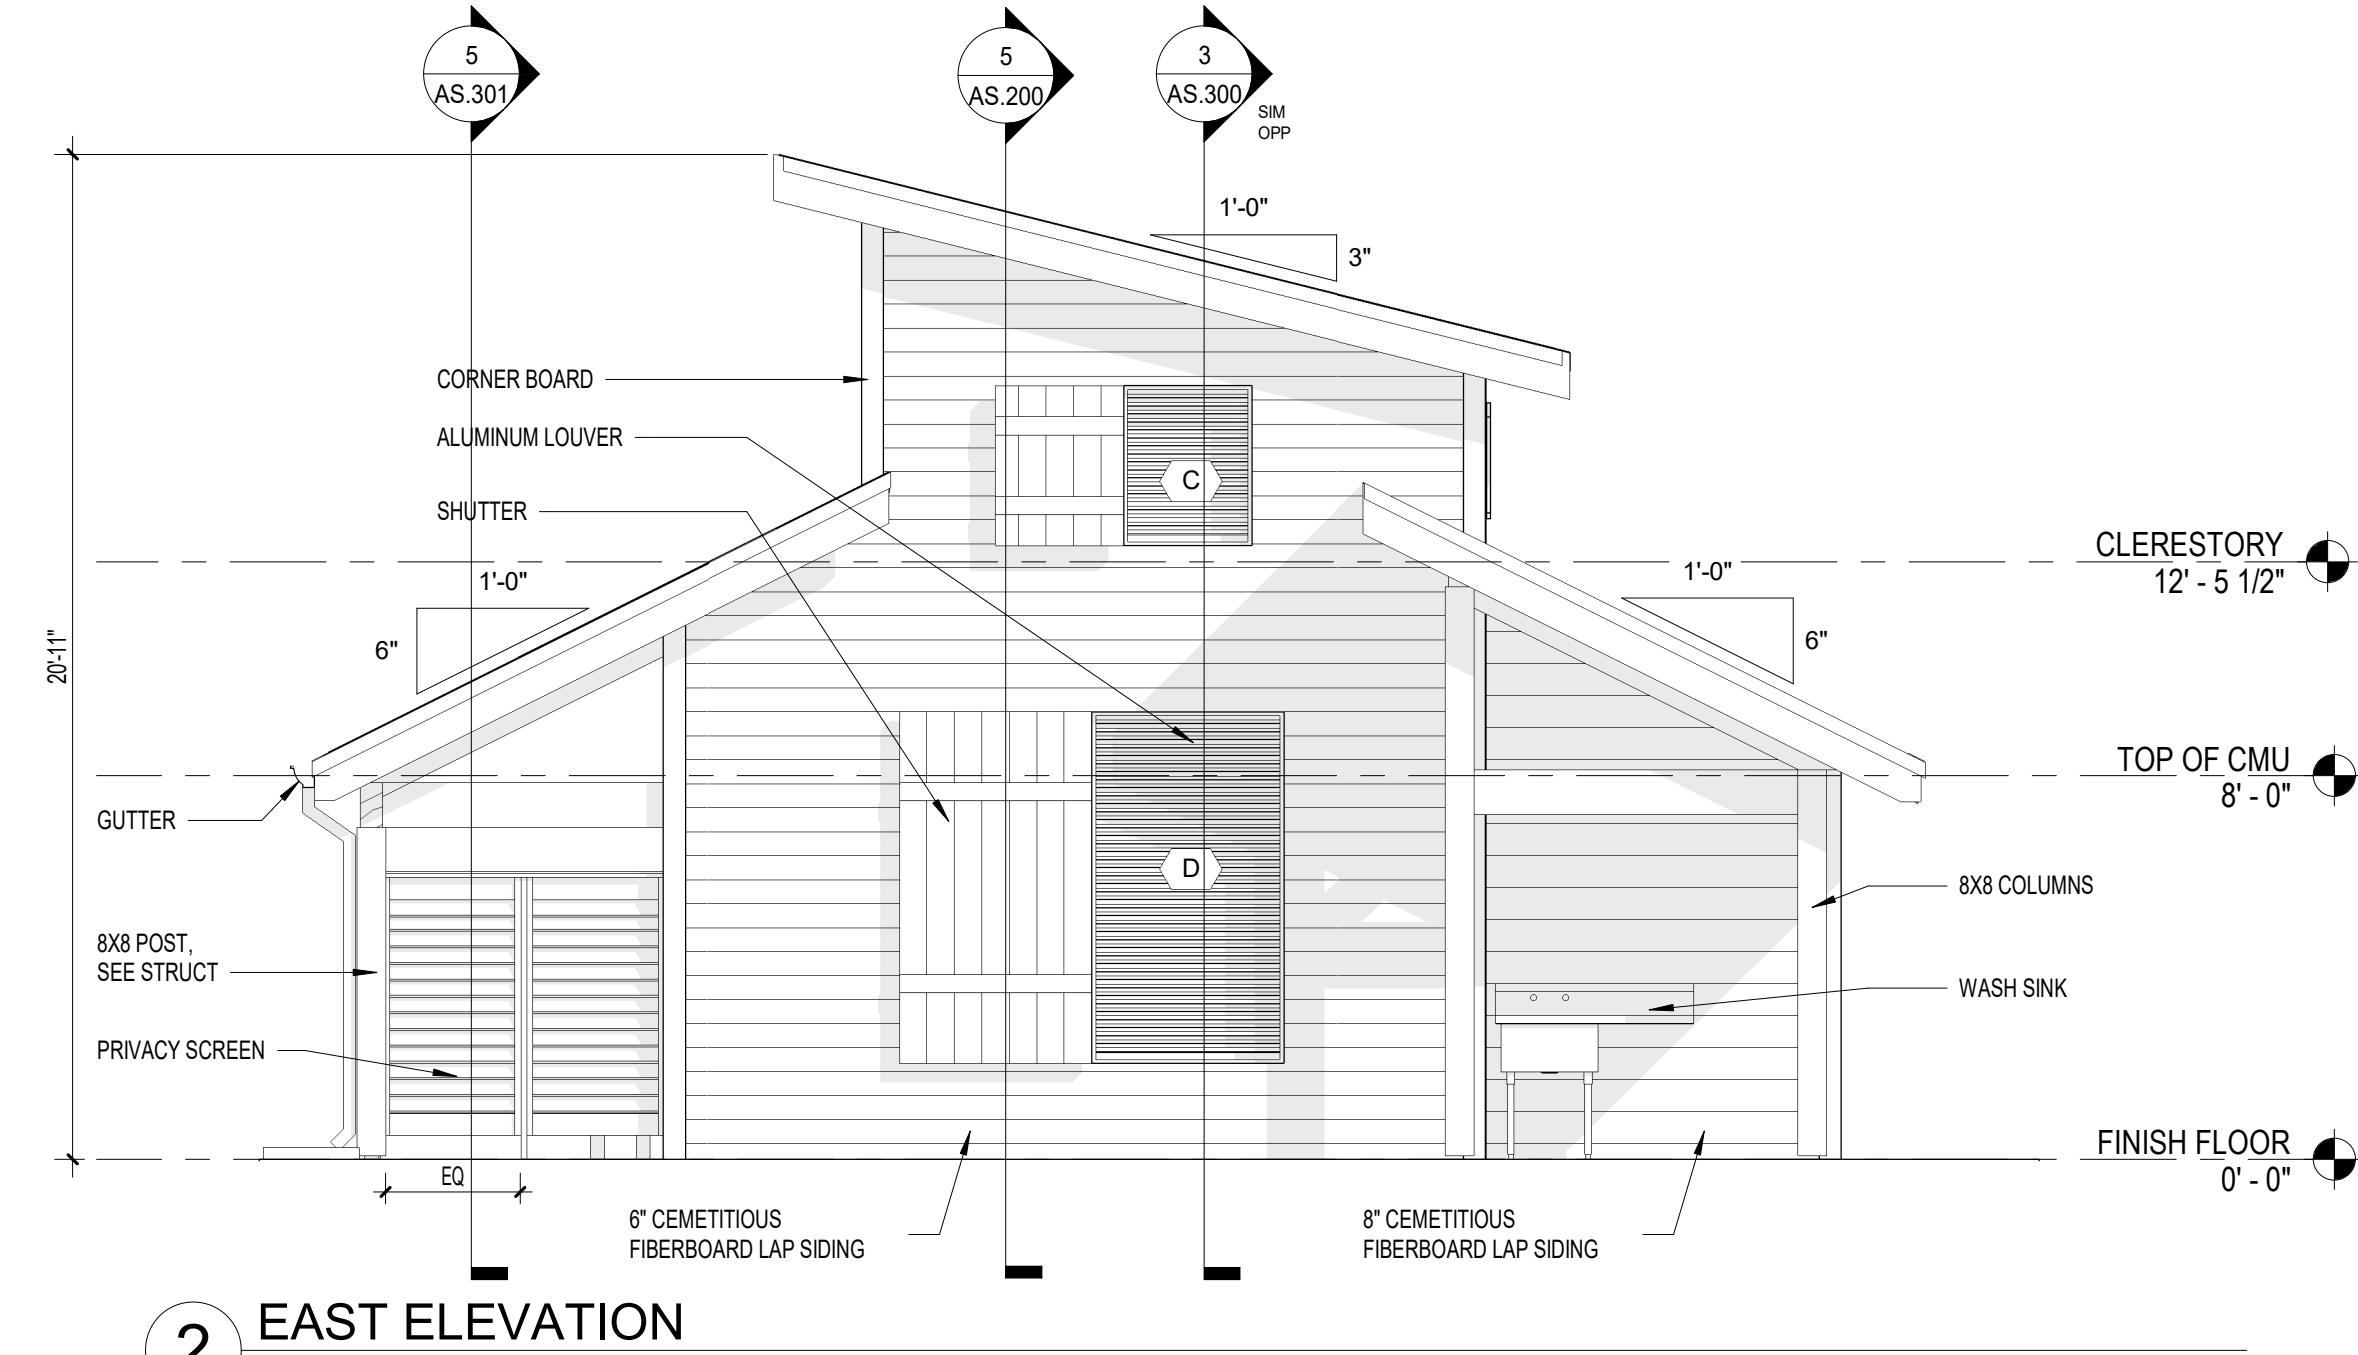 5
AS.301
5
AS.200
3
AS.300
SIM
OPP
1'-0"
3"
CORNER BOARD
ALUMINUM LOUVER
SHUTTER
C
CLERESTORY
12' - 5 1/2"
1'-0"
6"
1'-0"
6"
20'-11"
TOP OF CMU
8' - 0"
GUTTER
D
8X8 COLUMNS
8X8 POST,
SEE STRUCT
WASH SINK
PRIVACY SCREEN
FINISH FLOOR
0' - 0"
EQ
6" CEMETITIOUS
FIBERBOARD LAP SIDING
8" CEMETITIOUS
FIBERBOARD LAP SIDING
2
EAST ELEVATION